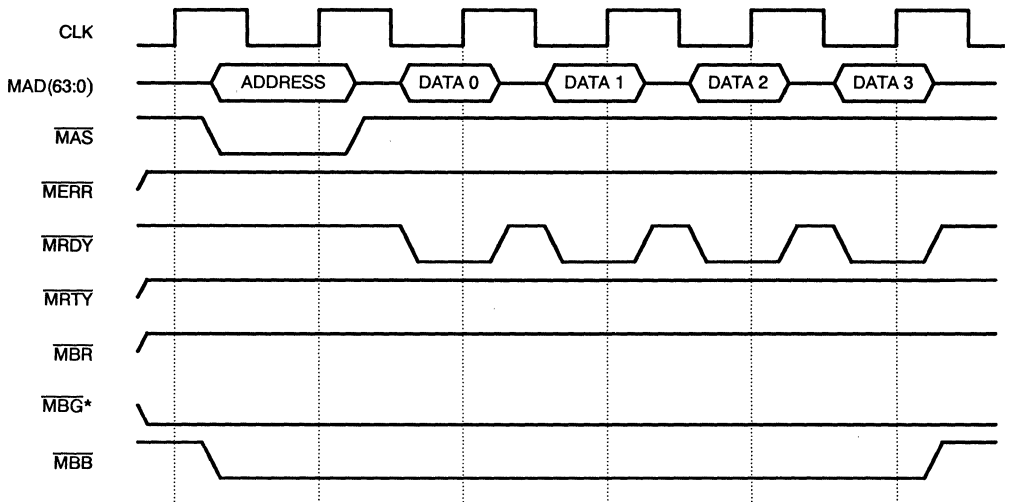 CLK
MAD(63:0) ADDRESS DATA 0 DATA 1 DATA 2 DATA 3
MAS
MERR
MRDY
MRTY
MBR
MBG*
MBB